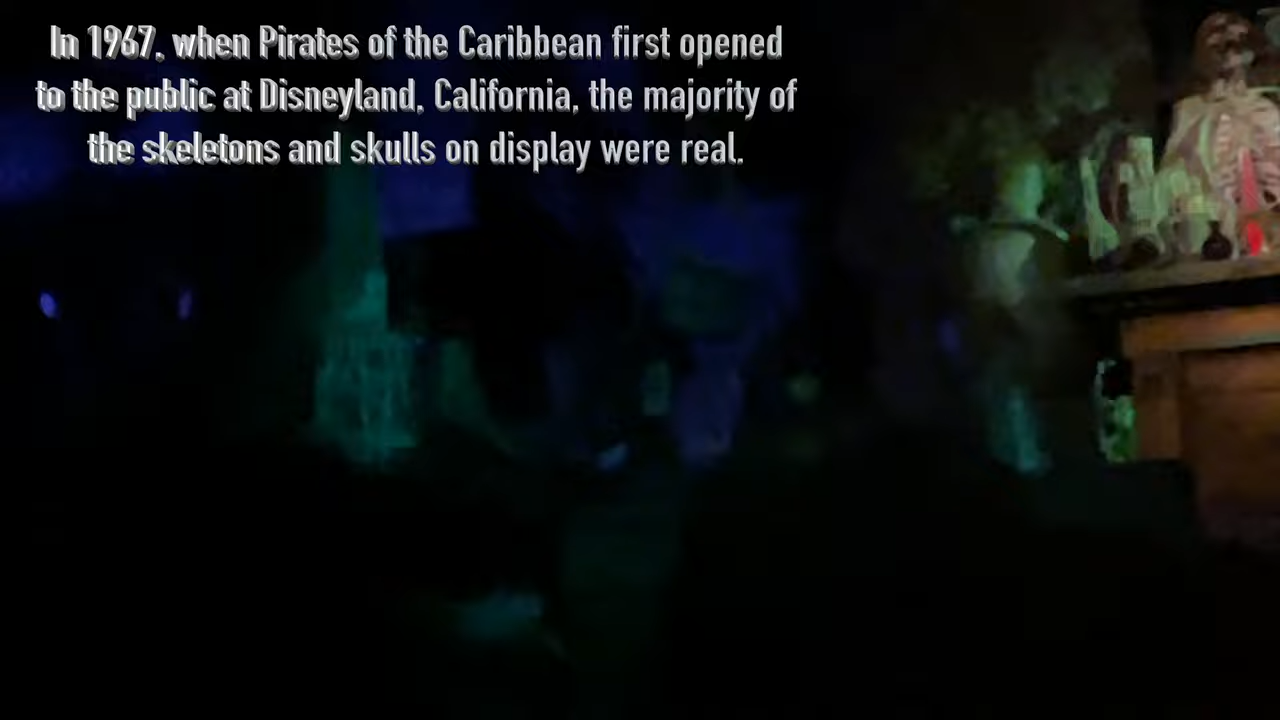 In 1967, when Pirates of the Caribbean first opened
to the public at Disneyland, California, the majority of
the skeletons and skulls on display were real.